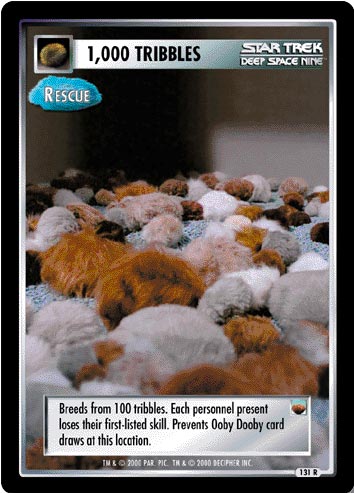 1,000 TRIBBLES
STAR TREK
DEEP SPACE NINE
RESCUE
Breeds from 100 tribbles. Each personnel present
loses their first-listed skill. Prevents Ooby Dooby card
draws at this location.
TM & © 2000 PAR. PIC. TM & © 2000 DECIPHER INC.
131 R